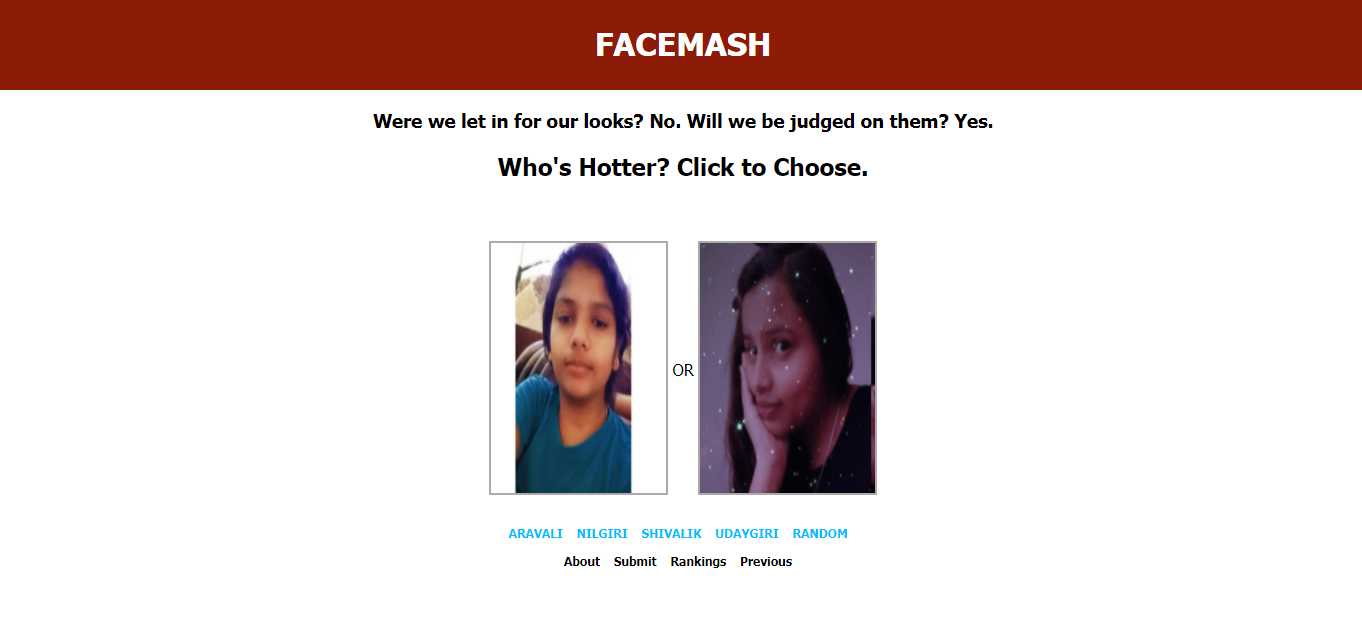 FACEMASH
Were we let in for our looks? No. Will we be judged on them? Yes.
Who's Hotter? Click to Choose.
OR
ARAVALI NILGIRI SHIVALIK UDAYGIRI RANDOM
About Submit Rankings Previous